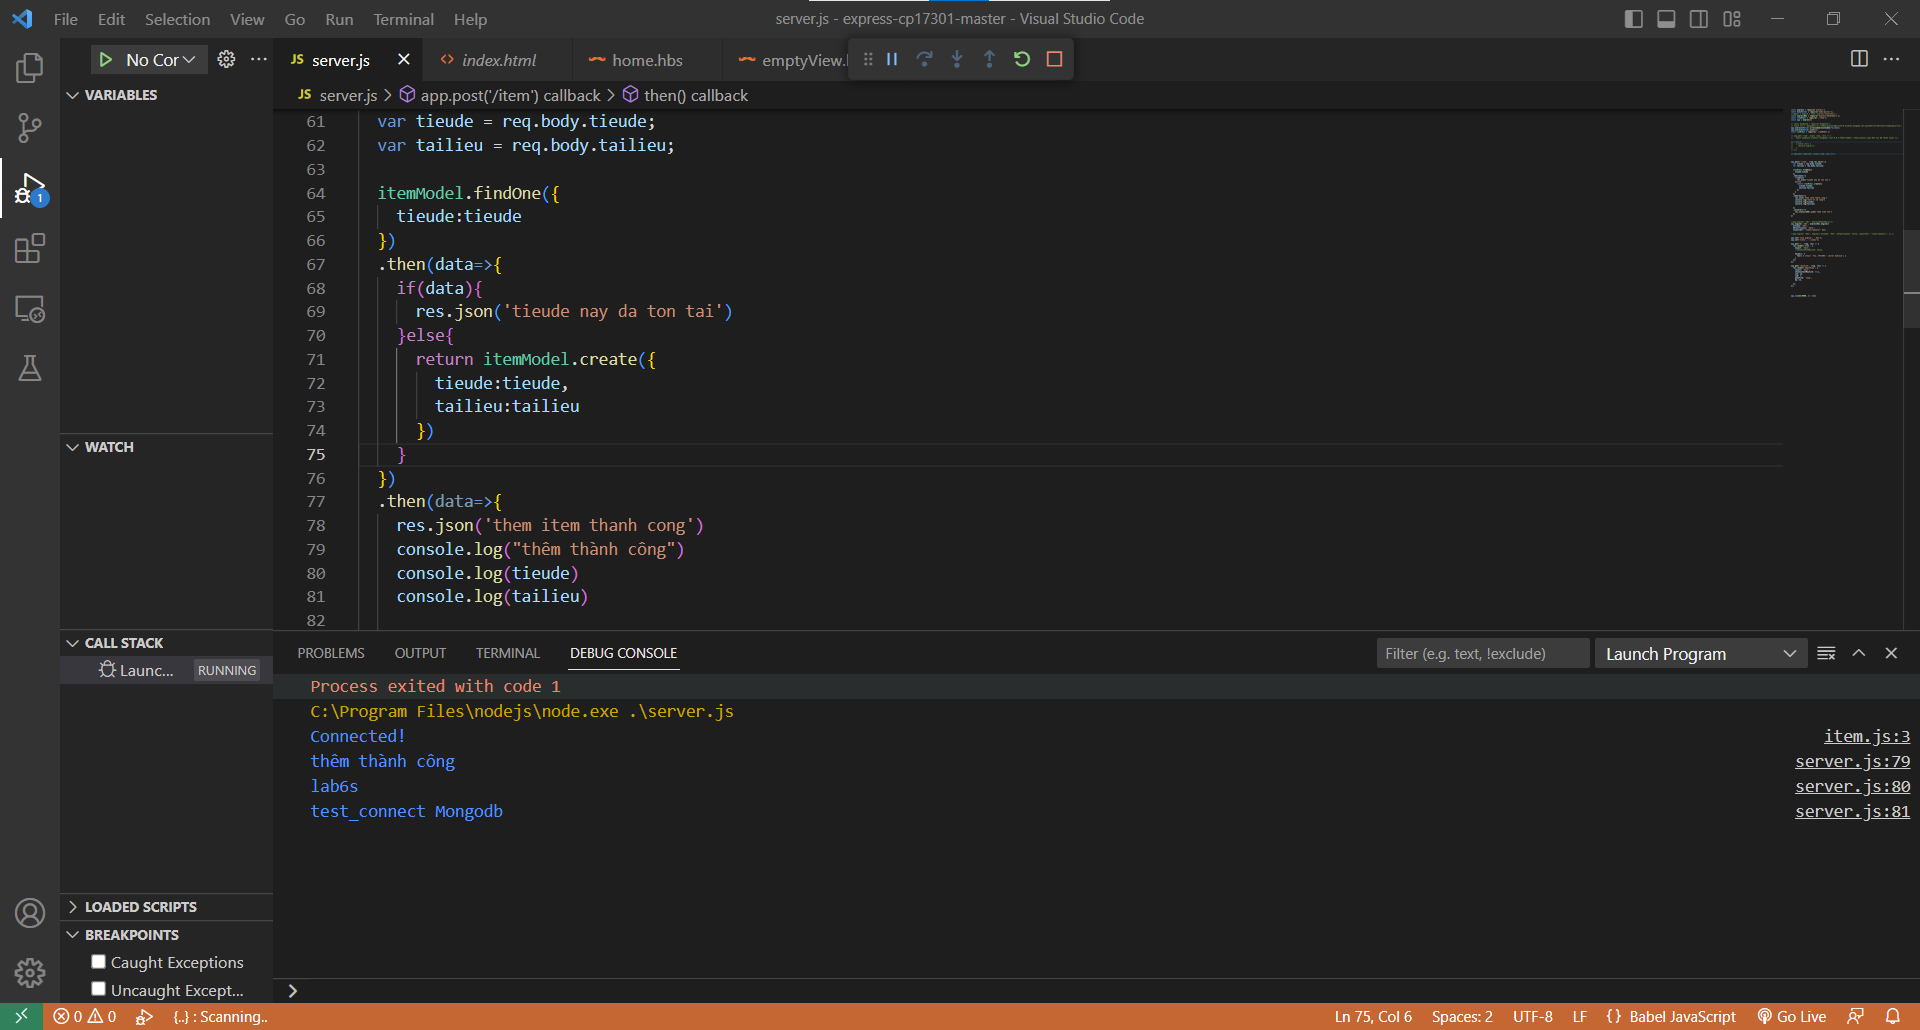 File Edit Selection View Go Run Terminal Help
server.js - express-cp17301-master - Visual Studio Code
No Cor
JS server.js
index.html
home.hbs
emptyView.
JS server.js > app.post('/item') callback > then() callback
VARIABLES
WATCH
CALL STACK
Launc... RUNNING
LOADED SCRIPTS
BREAKPOINTS
Caught Exceptions
Uncaught Except...
1
61 var tieude = req.body.tieude;
62 var tailieu = req.body.tailieu;
63
64 itemModel.findOne({
65 tieude:tieude
66 })
67 .then(data=>{
68 if(data){
69 res.json('tieude nay da ton tai')
70 }else{
71 return itemModel.create({
72 tieude:tieude,
73 tailieu:tailieu
74 })
75 }
76 })
77 .then(data=>{
78 res.json('them item thanh cong')
79 console.log("thêm thành công")
80 console.log(tieude)
81 console.log(tailieu)
82
PROBLEMS OUTPUT TERMINAL DEBUG CONSOLE
Filter (e.g. text, !exclude)
Launch Program
Process exited with code 1
C:\Program Files\nodejs\node.exe .\server.js
Connected! item.js:3
thêm thành công server.js:79
lab6s server.js:80
test_connect Mongodb server.js:81
>
0 0 {..} : Scanning.. Ln 75, Col 6 Spaces: 2 UTF-8 LF {} Babel JavaScript Go Live